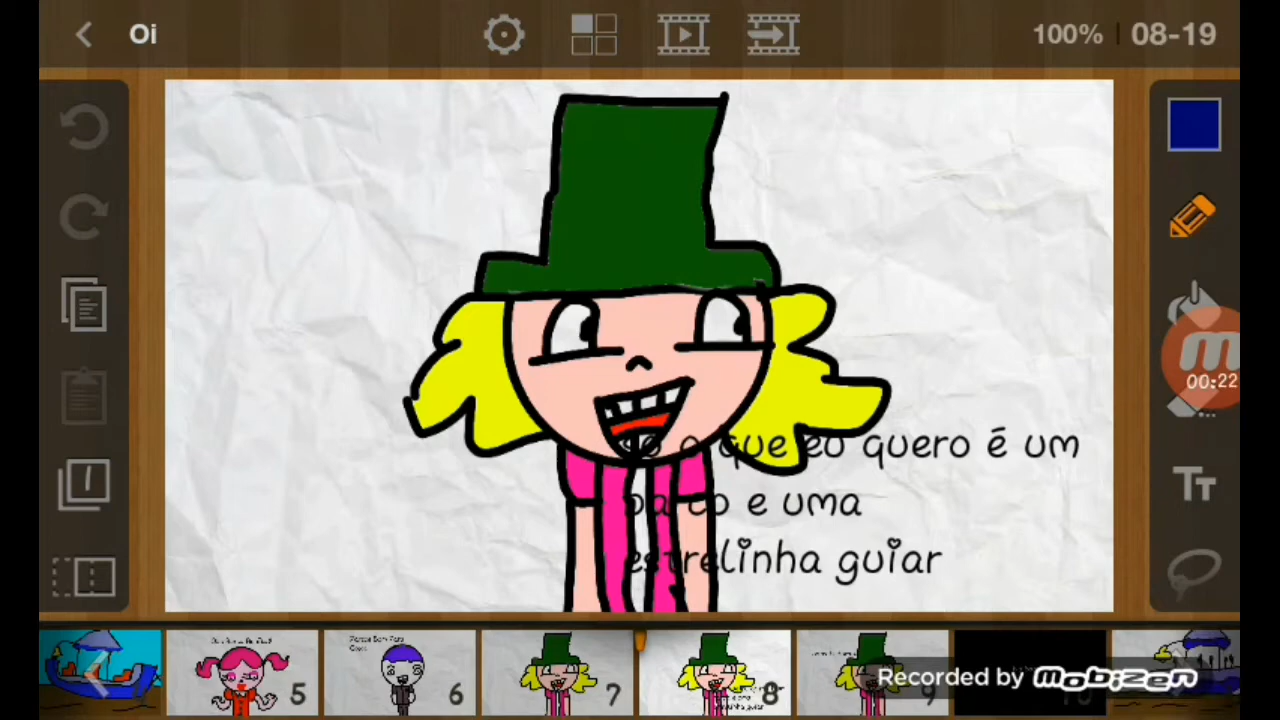 Oi
100% | 08-19
00:22
o que eu quero é um
e uma
estrelinha guiar
5
6
7
8
9
Recorded by mobizen